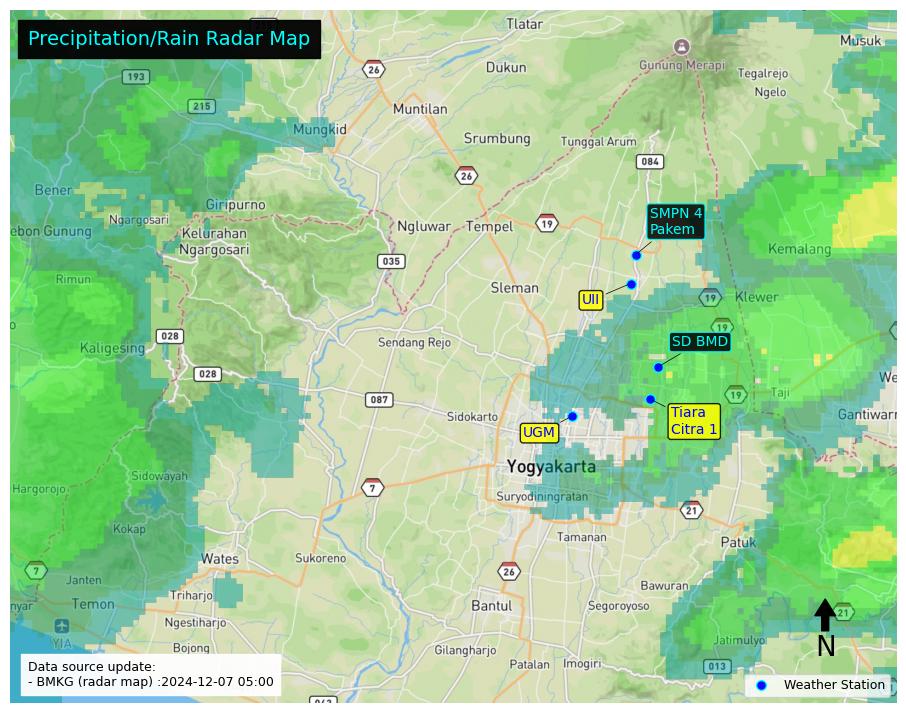 Precipitation/Rain Radar Map
Tlatar
Musuk
Gunung Merapi
26
Dukun
193
Tegalrejo
Ngelo
215
Muntilan
Mungkid
Srumbung
Tunggal Arum
084
26
Bener
Giripurno
SMPN 4
Pakem
Ngargosari
ebon Gunung
Kelurahan
Ngargosari
Ngluwar
Tempel
19
Kemalang
035
Rimun
Sleman
UII
19
Klewer
19
028
Kaligesing
Sendang Rejo
SD BMD
028
087
19
Taji
We
Sidokarto
UGM
Tiara
Citra 1
Gantiwarn
Yogyakarta
Sidowayah
Hargorojo
7
Suryodiningratan
21
Kokap
Tamanan
Patuk
Wates
Sukoreno
7
26
Janten
Bawuran
nyar
Temon
Triharjo
Bantul
Segoroyoso
21
Ngestiharjo
YIA
Bojong
Gilangharjo
Jatimulyo
N
Patalan
Imogiri
013
Data source update:
- BMKG (radar map) :2024-12-07 05:00
Weather Station